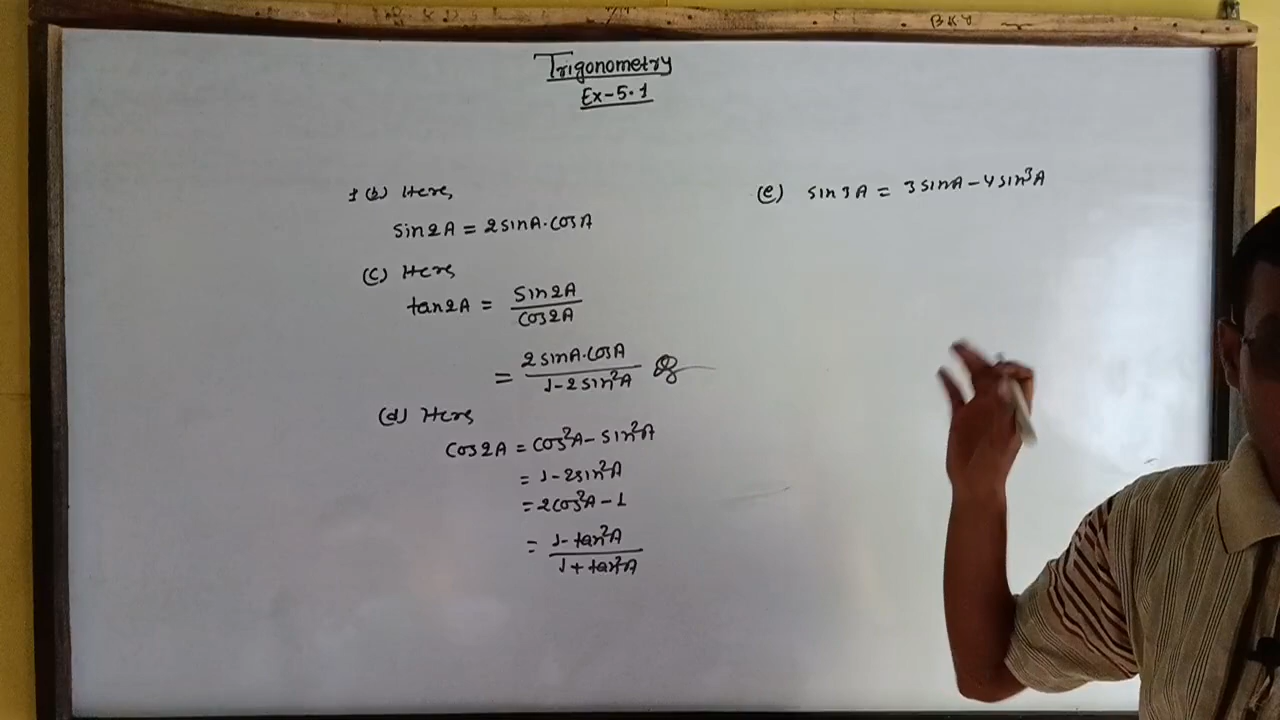 BKY
Trigonometry
Ex-5.1
1 (b) Here,
sin2A = 2sinA.cosA
(c) Here,
tan2A = sin2A / cos2A
= 2sinA.cosA / 1-2sin²A
(d) Here,
cos2A = cos²A - sin²A
= 1-2sin²A
= 2cos²A - 1
= 1-tan²A / 1+tan²A
(e) sin3A = 3sinA - 4sin³A